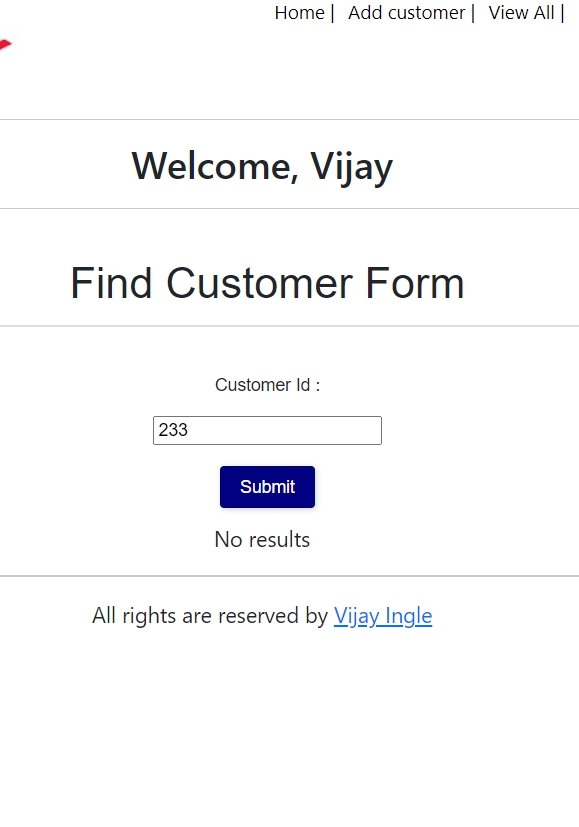 Home | Add customer | View All |
Welcome, Vijay
Find Customer Form
Customer Id :
233
Submit
No results
All rights are reserved by Vijay Ingle